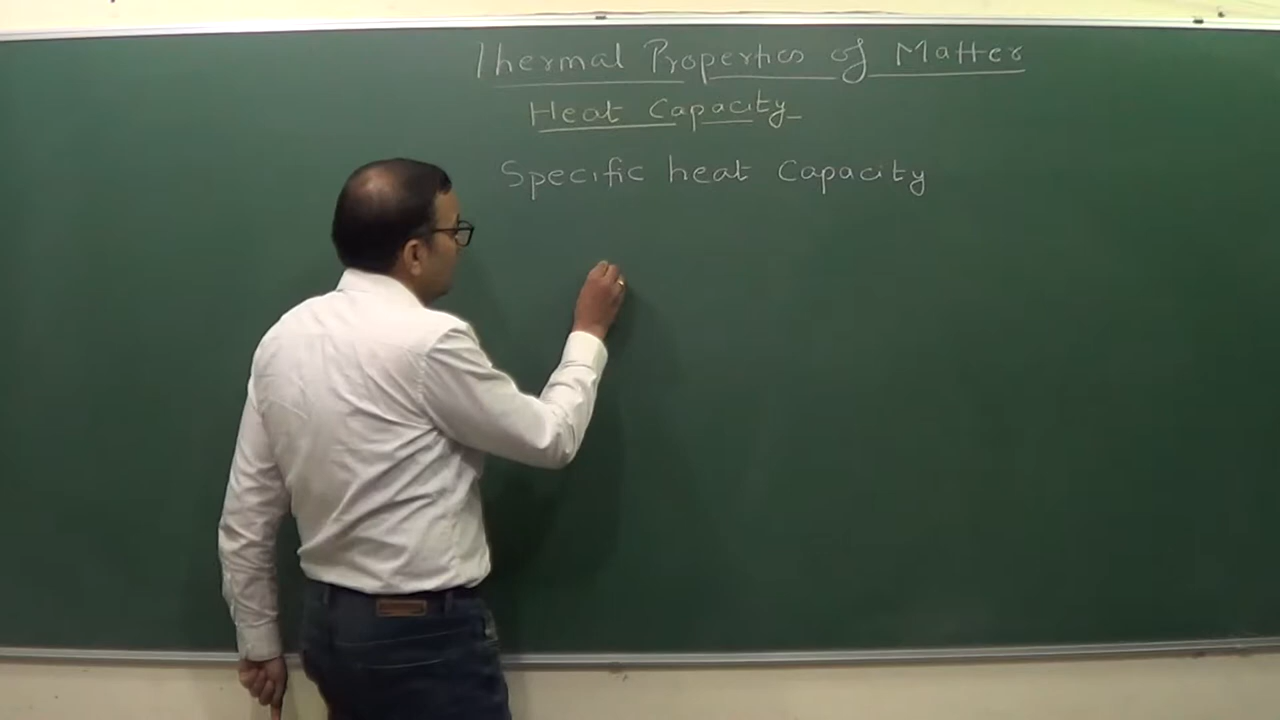 Thermal Properties of Matter
Heat Capacity
Specific heat Capacity